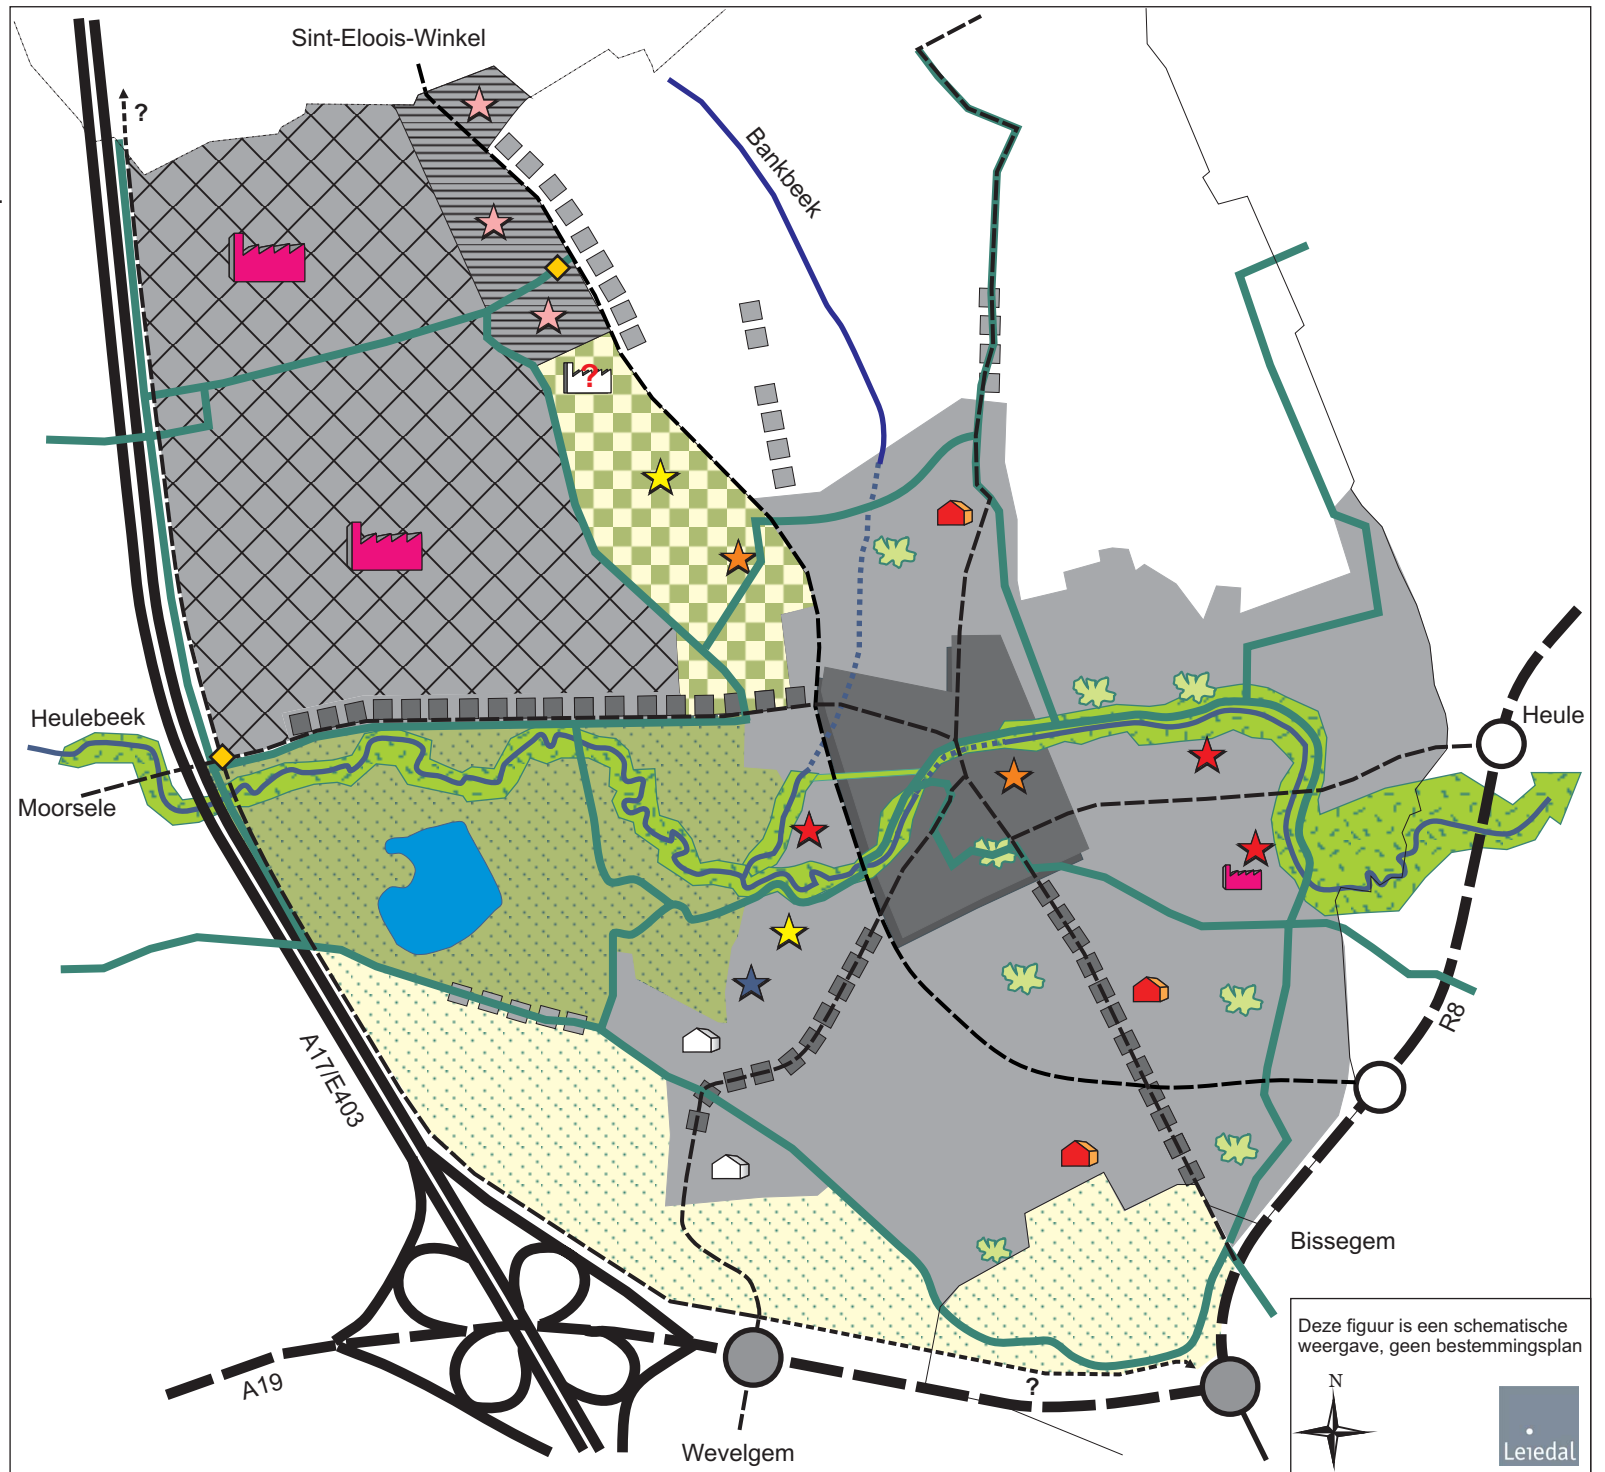 Sint-Eloois-Winkel
?
Bankbeek
?
Heulebeek
Heule
Moorsele
R8
A17/E403
Bissegem
Deze figuur is een schematische
weergave, geen bestemmingsplan
A19
?
N
Wevelgem
Leiedal